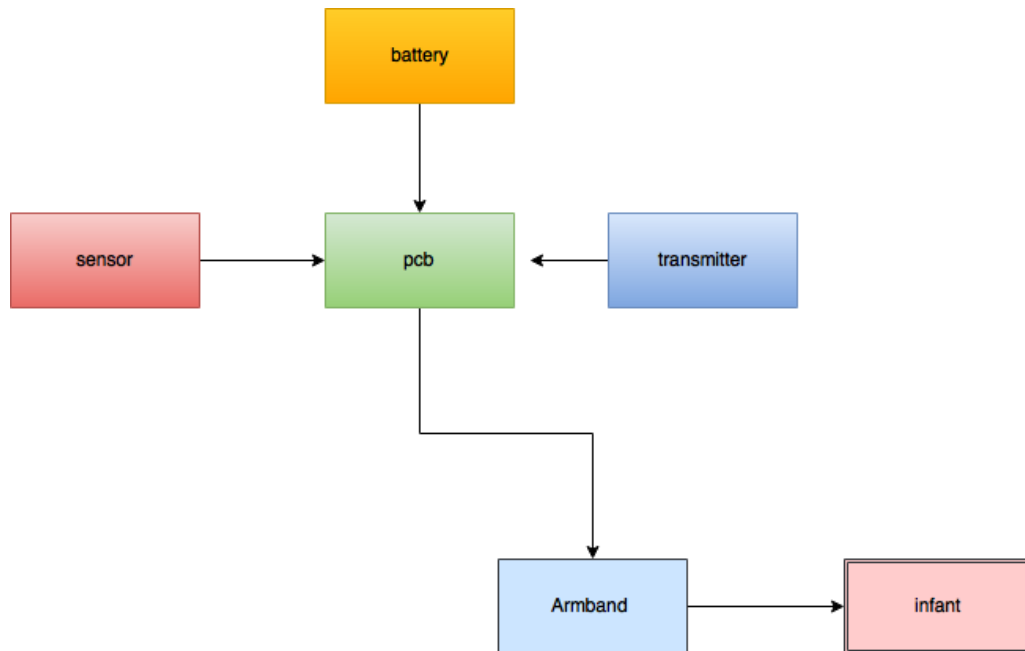 battery
sensor
pcb
transmitter
Armband
infant